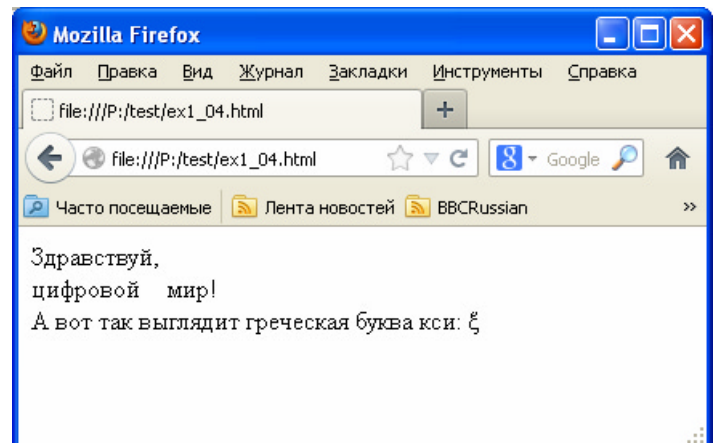 Mozilla Firefox
Файл Правка Вид Журнал Закладки Инструменты Справка
file:///P:/test/ex1_04.html
file:///P:/test/ex1_04.html Google
Часто посещаемые Лента новостей BBCRussian
Здравствуй,
цифровой мир!
А вот так выглядит греческая буква кси: ξ